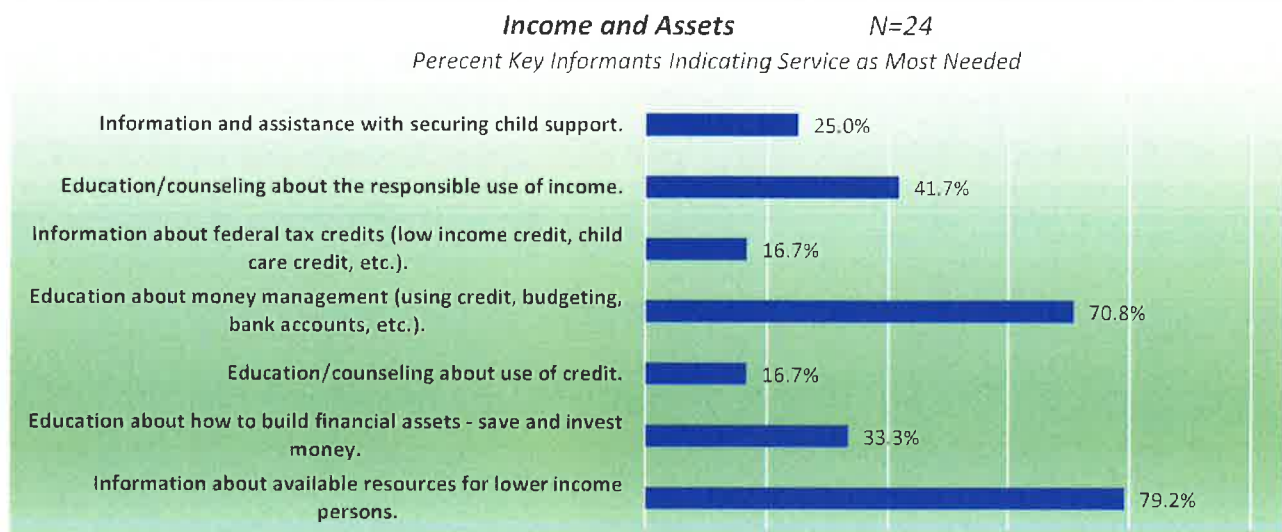 Income and Assets N=24
Perecent Key Informants Indicating Service as Most Needed
Information and assistance with securing child support.
25.0%
Education/counseling about the responsible use of income.
41.7%
Information about federal tax credits (low income credit, child
care credit, etc.).
16.7%
Education about money management (using credit, budgeting,
bank accounts, etc.).
70.8%
Education/counseling about use of credit.
16.7%
Education about how to build financial assets - save and invest
money.
33.3%
Information about available resources for lower income
persons.
79.2%